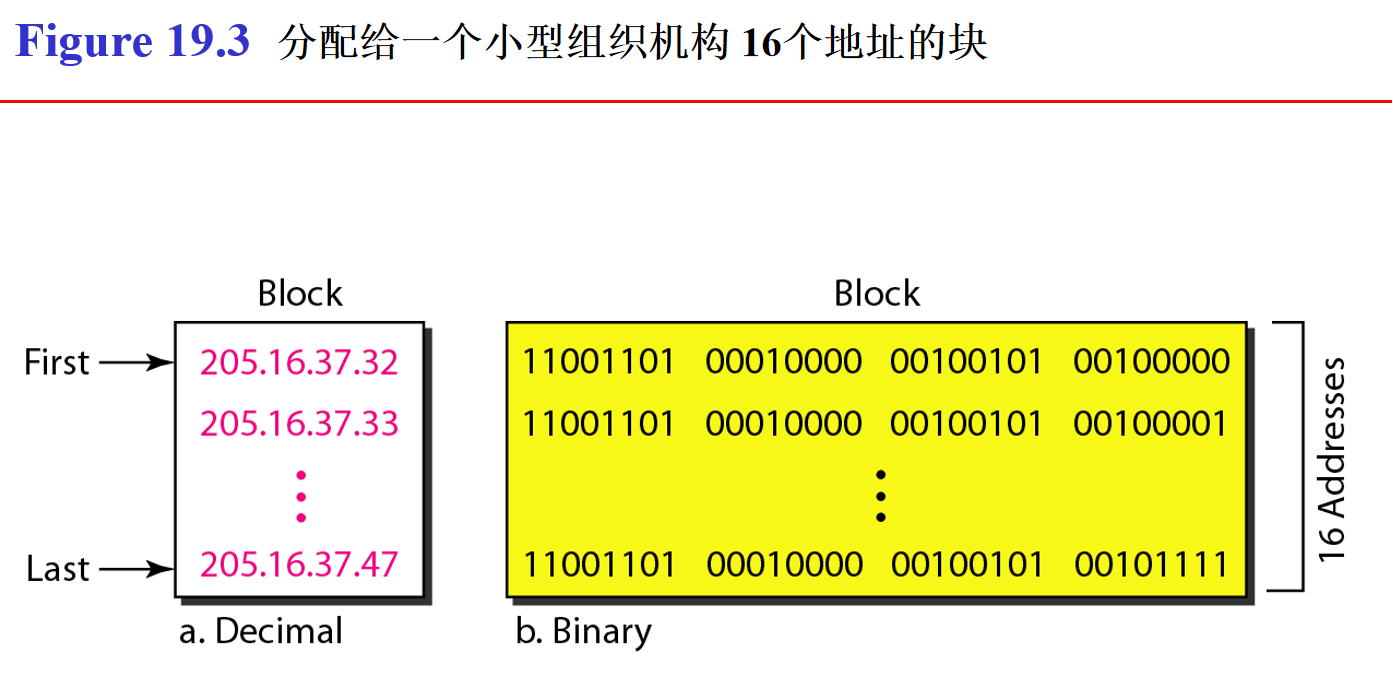 Figure 19.3 分配给一个小型组织机构 16个地址的块
Block
First
205.16.37.32
205.16.37.33
Last
205.16.37.47
a. Decimal
Block
11001101 00010000 00100101 00100000
11001101 00010000 00100101 00100001
11001101 00010000 00100101 00101111
b. Binary
16 Addresses